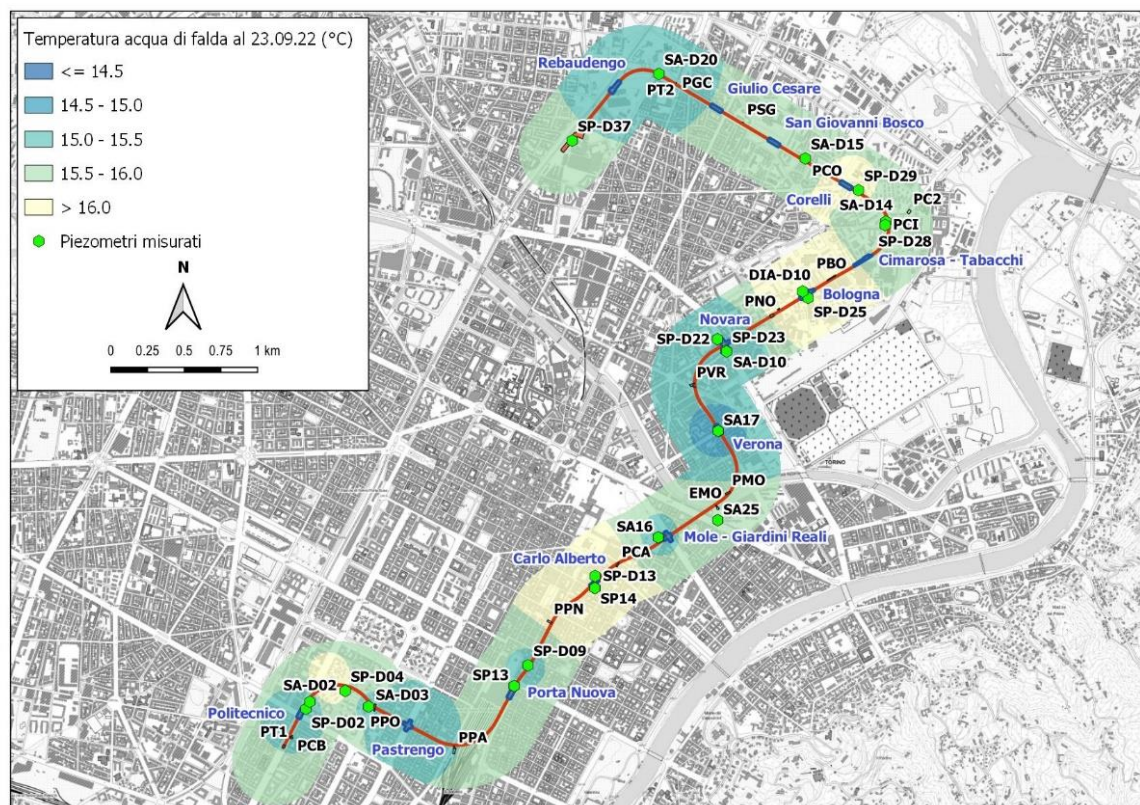 Temperatura acqua di falda al 23.09.22 (°C)
<= 14.5
14.5 - 15.0
15.0 - 15.5
15.5 - 16.0
> 16.0
Piezometri misurati
N
0 0.25 0.5 0.75 1 km
Rebaudengo
SA-D20
PT2
PGC
Giulio Cesare
PSG
SP-D37
San Giovanni Bosco
SA-D15
PCO
SP-D29
Corelli
SA-D14
PC2
PCI
SP-D28
Cimarosa - Tabacchi
PBO
DIA-D10
Bologna
PNO
SP-D25
Novara
SP-D22
SP-D23
SA-D10
PVR
SA17
Verona
TORINO
PMO
EMO
SA25
SA16
Mole - Giardini Reali
PCA
Carlo Alberto
SP-D13
SP14
PPN
SP-D09
SP13
Porta Nuova
SP-D04
SA-D02
SA-D03
Politecnico
SP-D02
PPO
PT1
PCB
Pastrengo
PPA